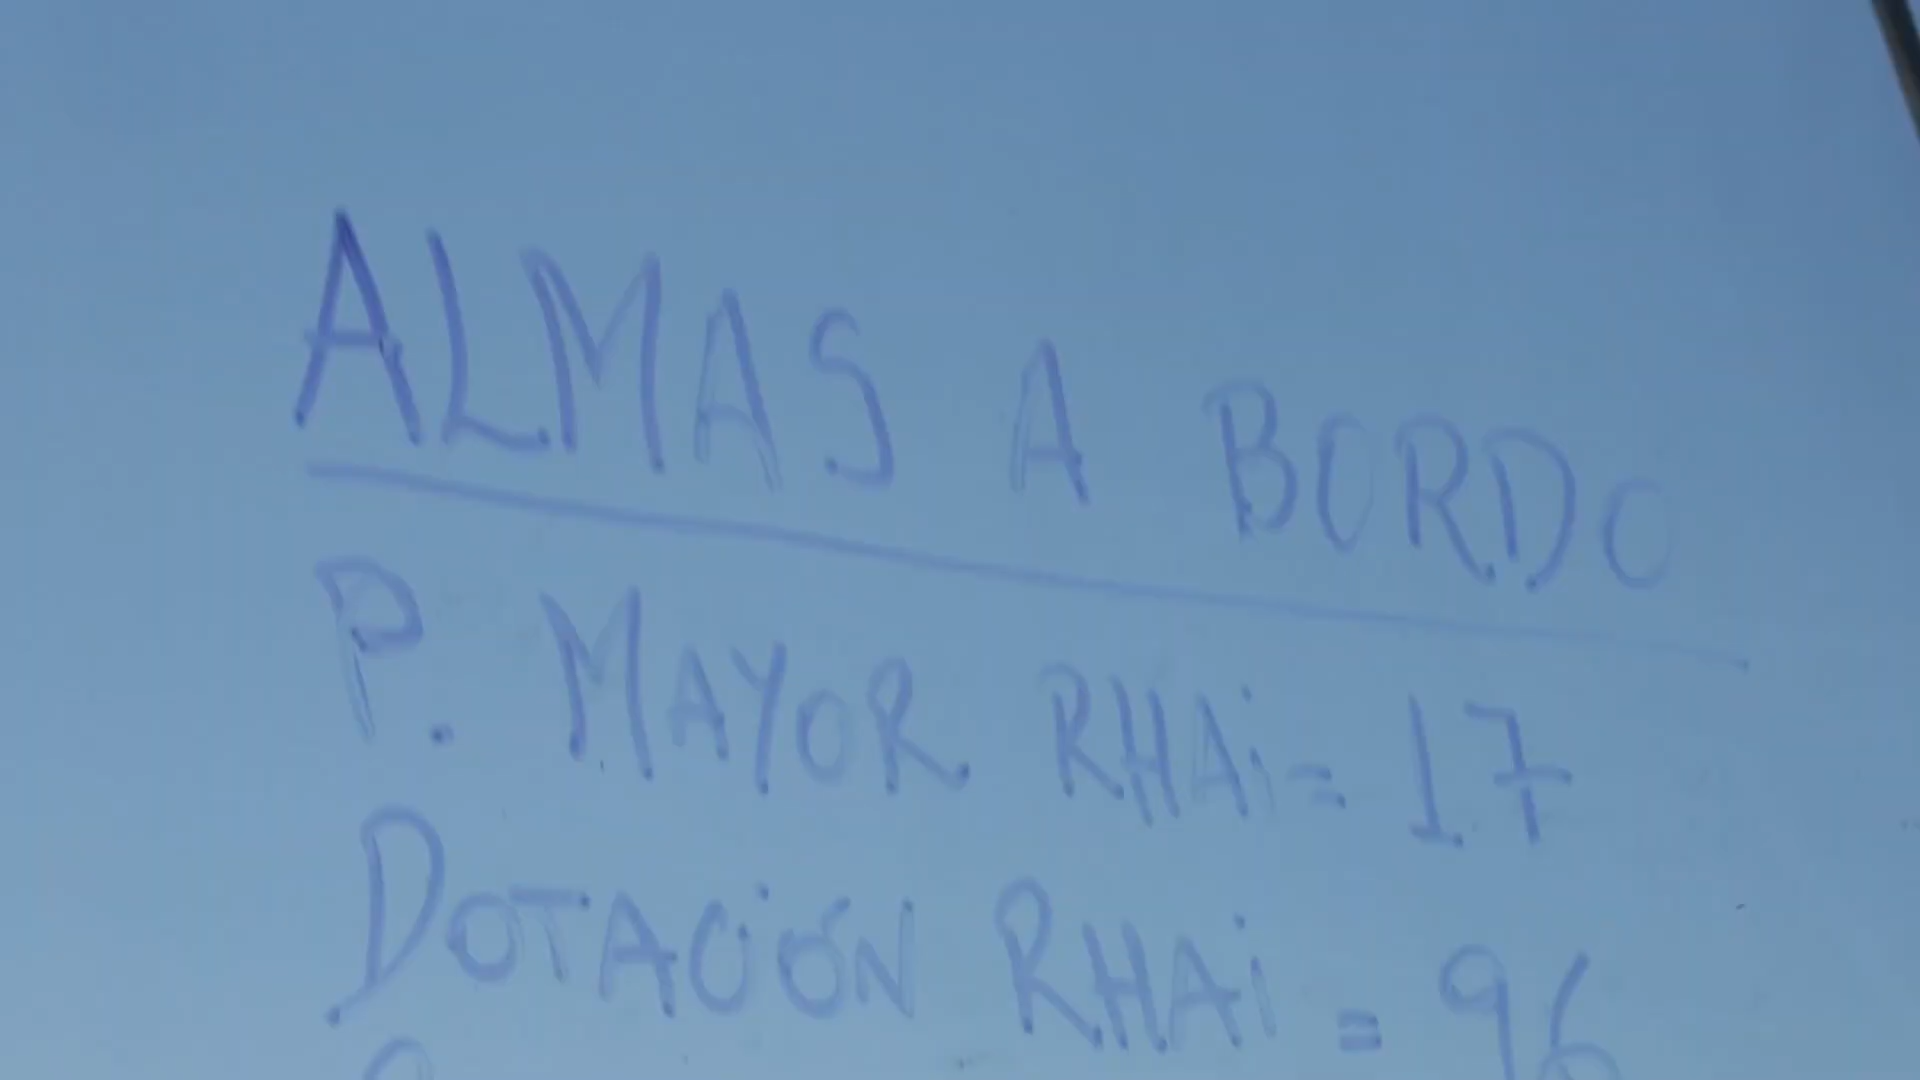 ALMAS A BORDO
P. MAYOR RHAi= 17
DOTACiÓN RHAi = 96